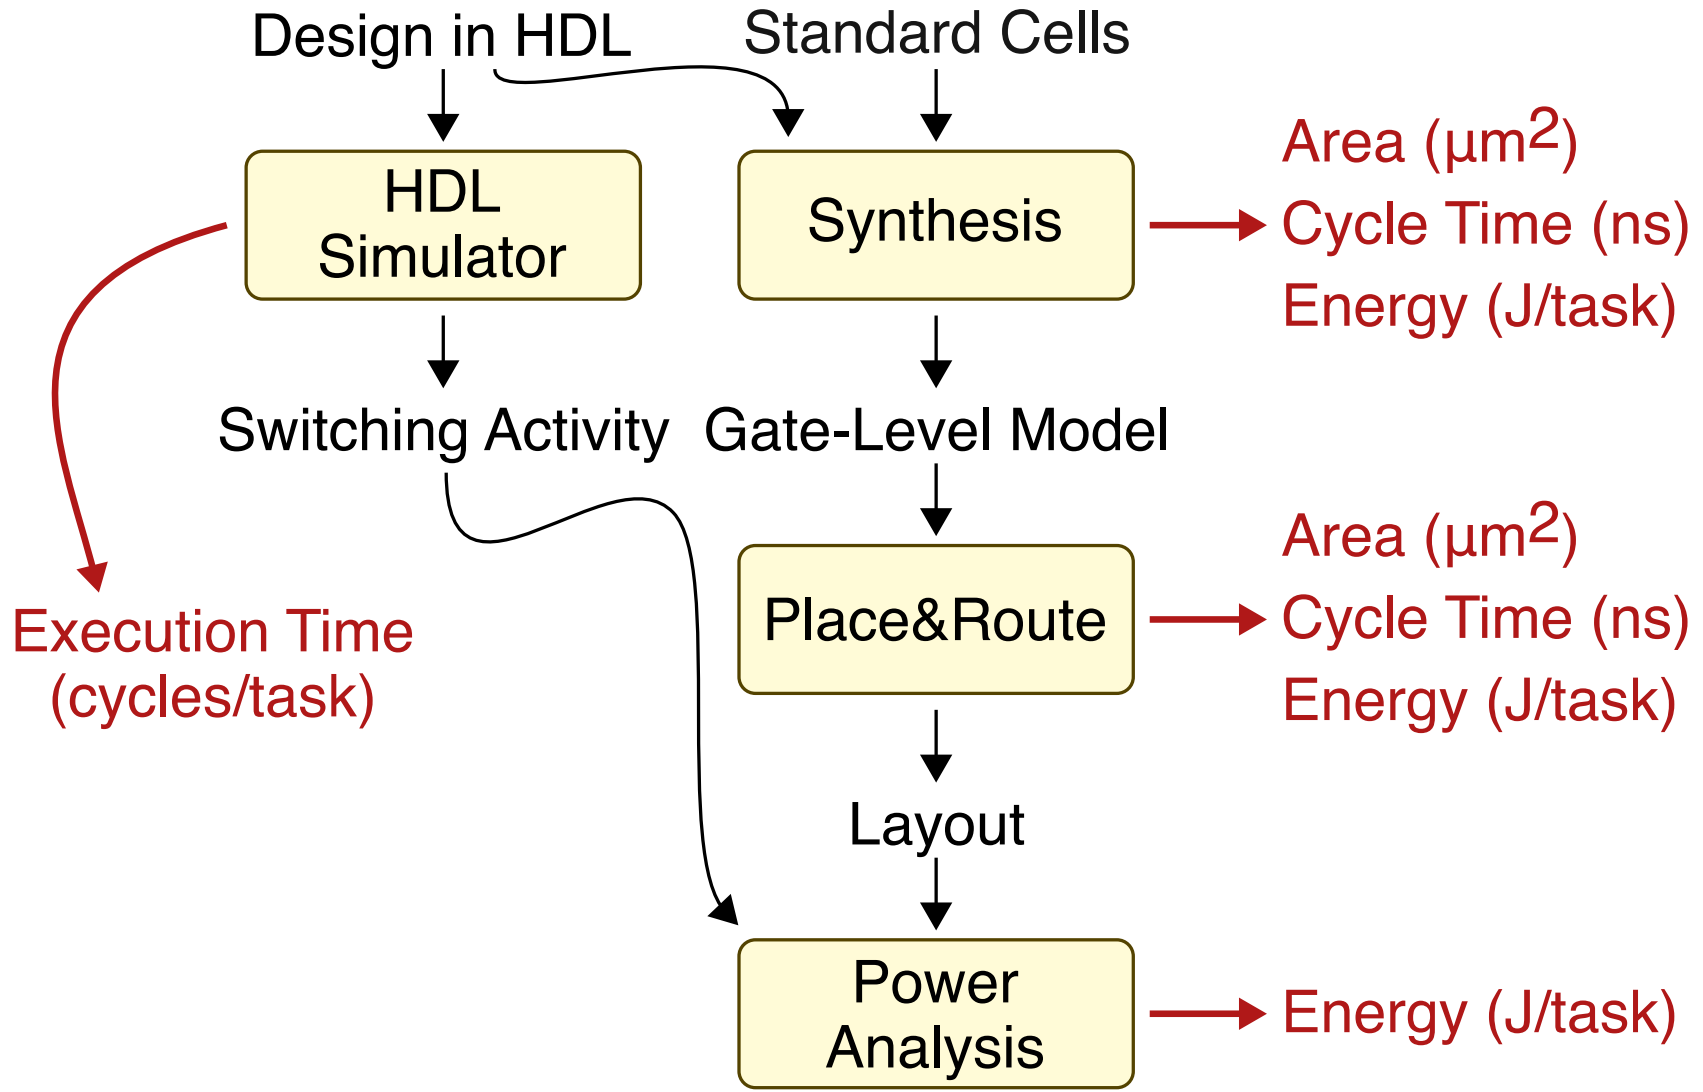 Design in HDL
Standard Cells
HDL
Simulator
Synthesis
Area (µm2)
Cycle Time (ns)
Energy (J/task)
Switching Activity
Gate-Level Model
Execution Time
(cycles/task)
Place&Route
Area (µm2)
Cycle Time (ns)
Energy (J/task)
Layout
Power
Analysis
Energy (J/task)